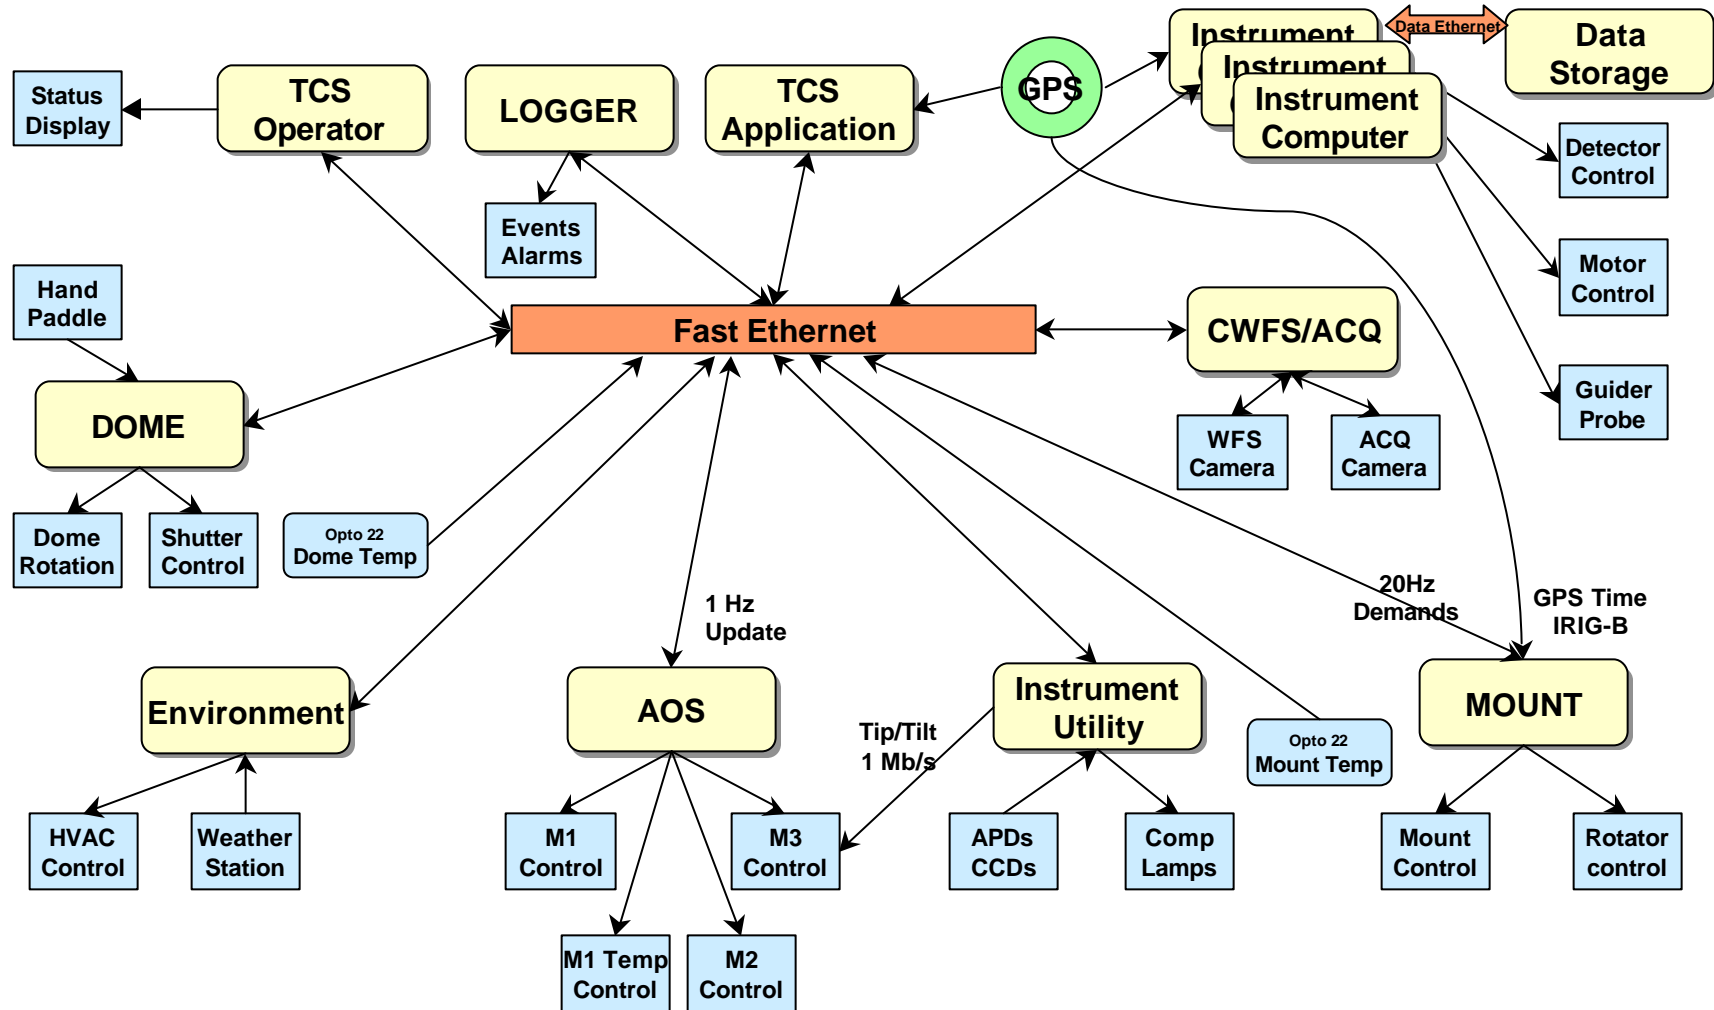 Status
Display
TCS
Operator
LOGGER
TCS
Application
GPS
Instrument
Instrument
Instrument
Computer
Data Ethernet
Data
Storage
Events
Alarms
Detector
Control
Motor
Control
Guider
Probe
Hand
Paddle
Fast Ethernet
CWFS/ACQ
DOME
WFS
Camera
ACQ
Camera
Dome
Rotation
Shutter
Control
Opto 22
Dome Temp
1 Hz
Update
20Hz
Demands
GPS Time
IRIG-B
Environment
AOS
Instrument
Utility
MOUNT
Tip/Tilt
1 Mb/s
Opto 22
Mount Temp
HVAC
Control
Weather
Station
M1
Control
M3
Control
APDs
CCDs
Comp
Lamps
Mount
Control
Rotator
control
M1 Temp
Control
M2
Control